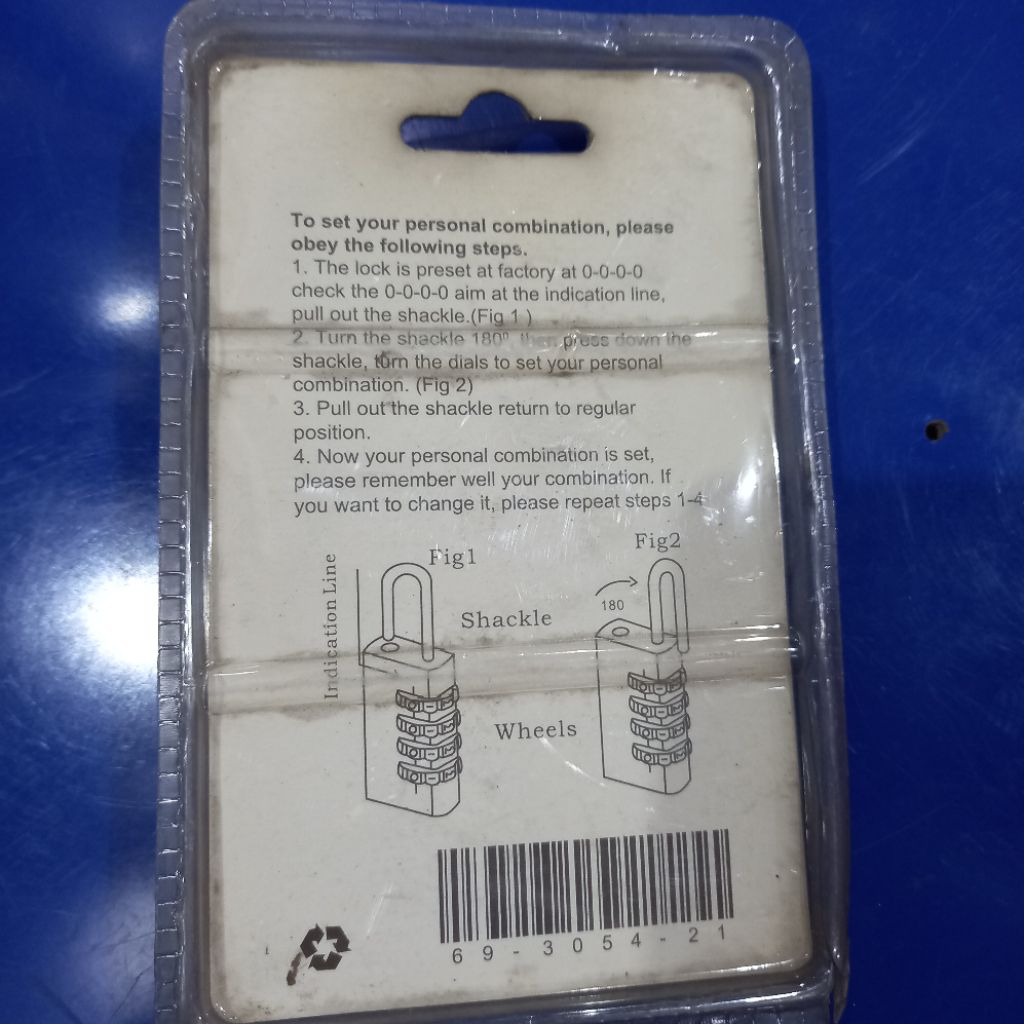 To set your personal combination, please
obey the following steps.
1. The lock is preset at factory at 0-0-0-0
check the 0-0-0-0 aim at the indication line,
pull out the shackle.(Fig 1 )
2. Turn the shackle 180º, then press down the
shackle, turn the dials to set your personal
combination. (Fig 2)
3. Pull out the shackle return to regular
position.
4. Now your personal combination is set,
please remember well your combination. If
you want to change it, please repeat steps 1-4
Fig1
Fig2
Indication Line
180
Shackle
Wheels
69-3054-21